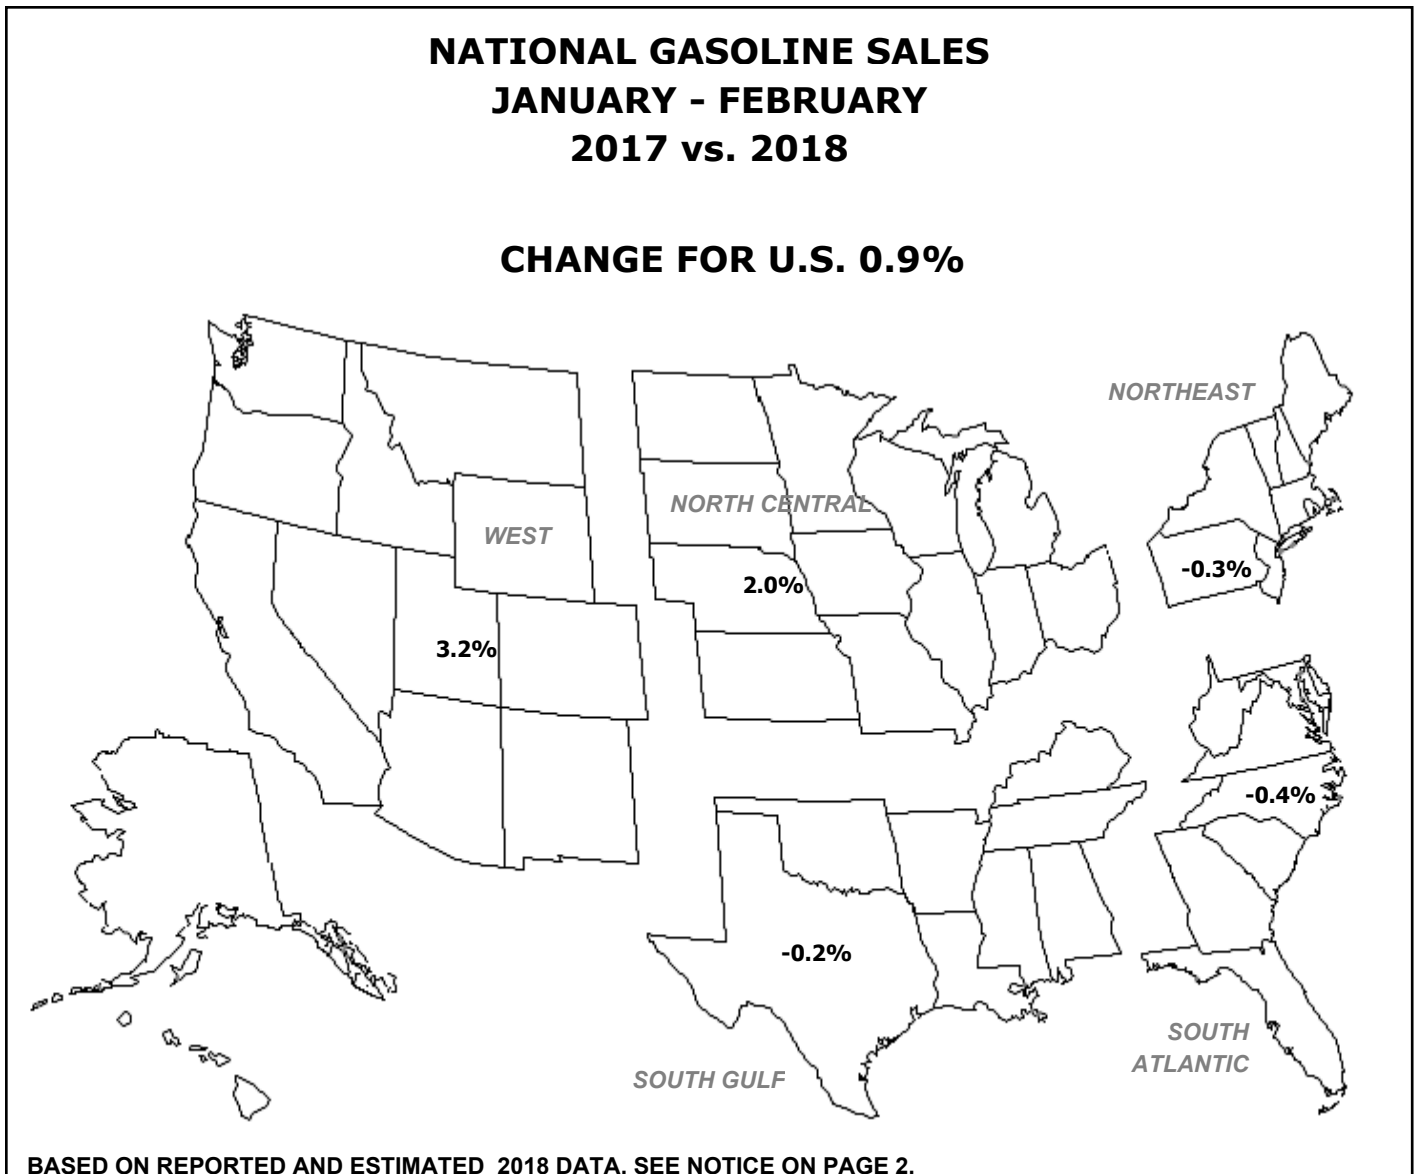 NATIONAL GASOLINE SALES
JANUARY - FEBRUARY
2017 vs. 2018
CHANGE FOR U.S. 0.9%
NORTHEAST
NORTH CENTRAL
WEST
-0.3%
2.0%
3.2%
-0.4%
-0.2%
SOUTH
ATLANTIC
SOUTH GULF
BASED ON REPORTED AND ESTIMATED  2018 DATA. SEE NOTICE ON PAGE 2.